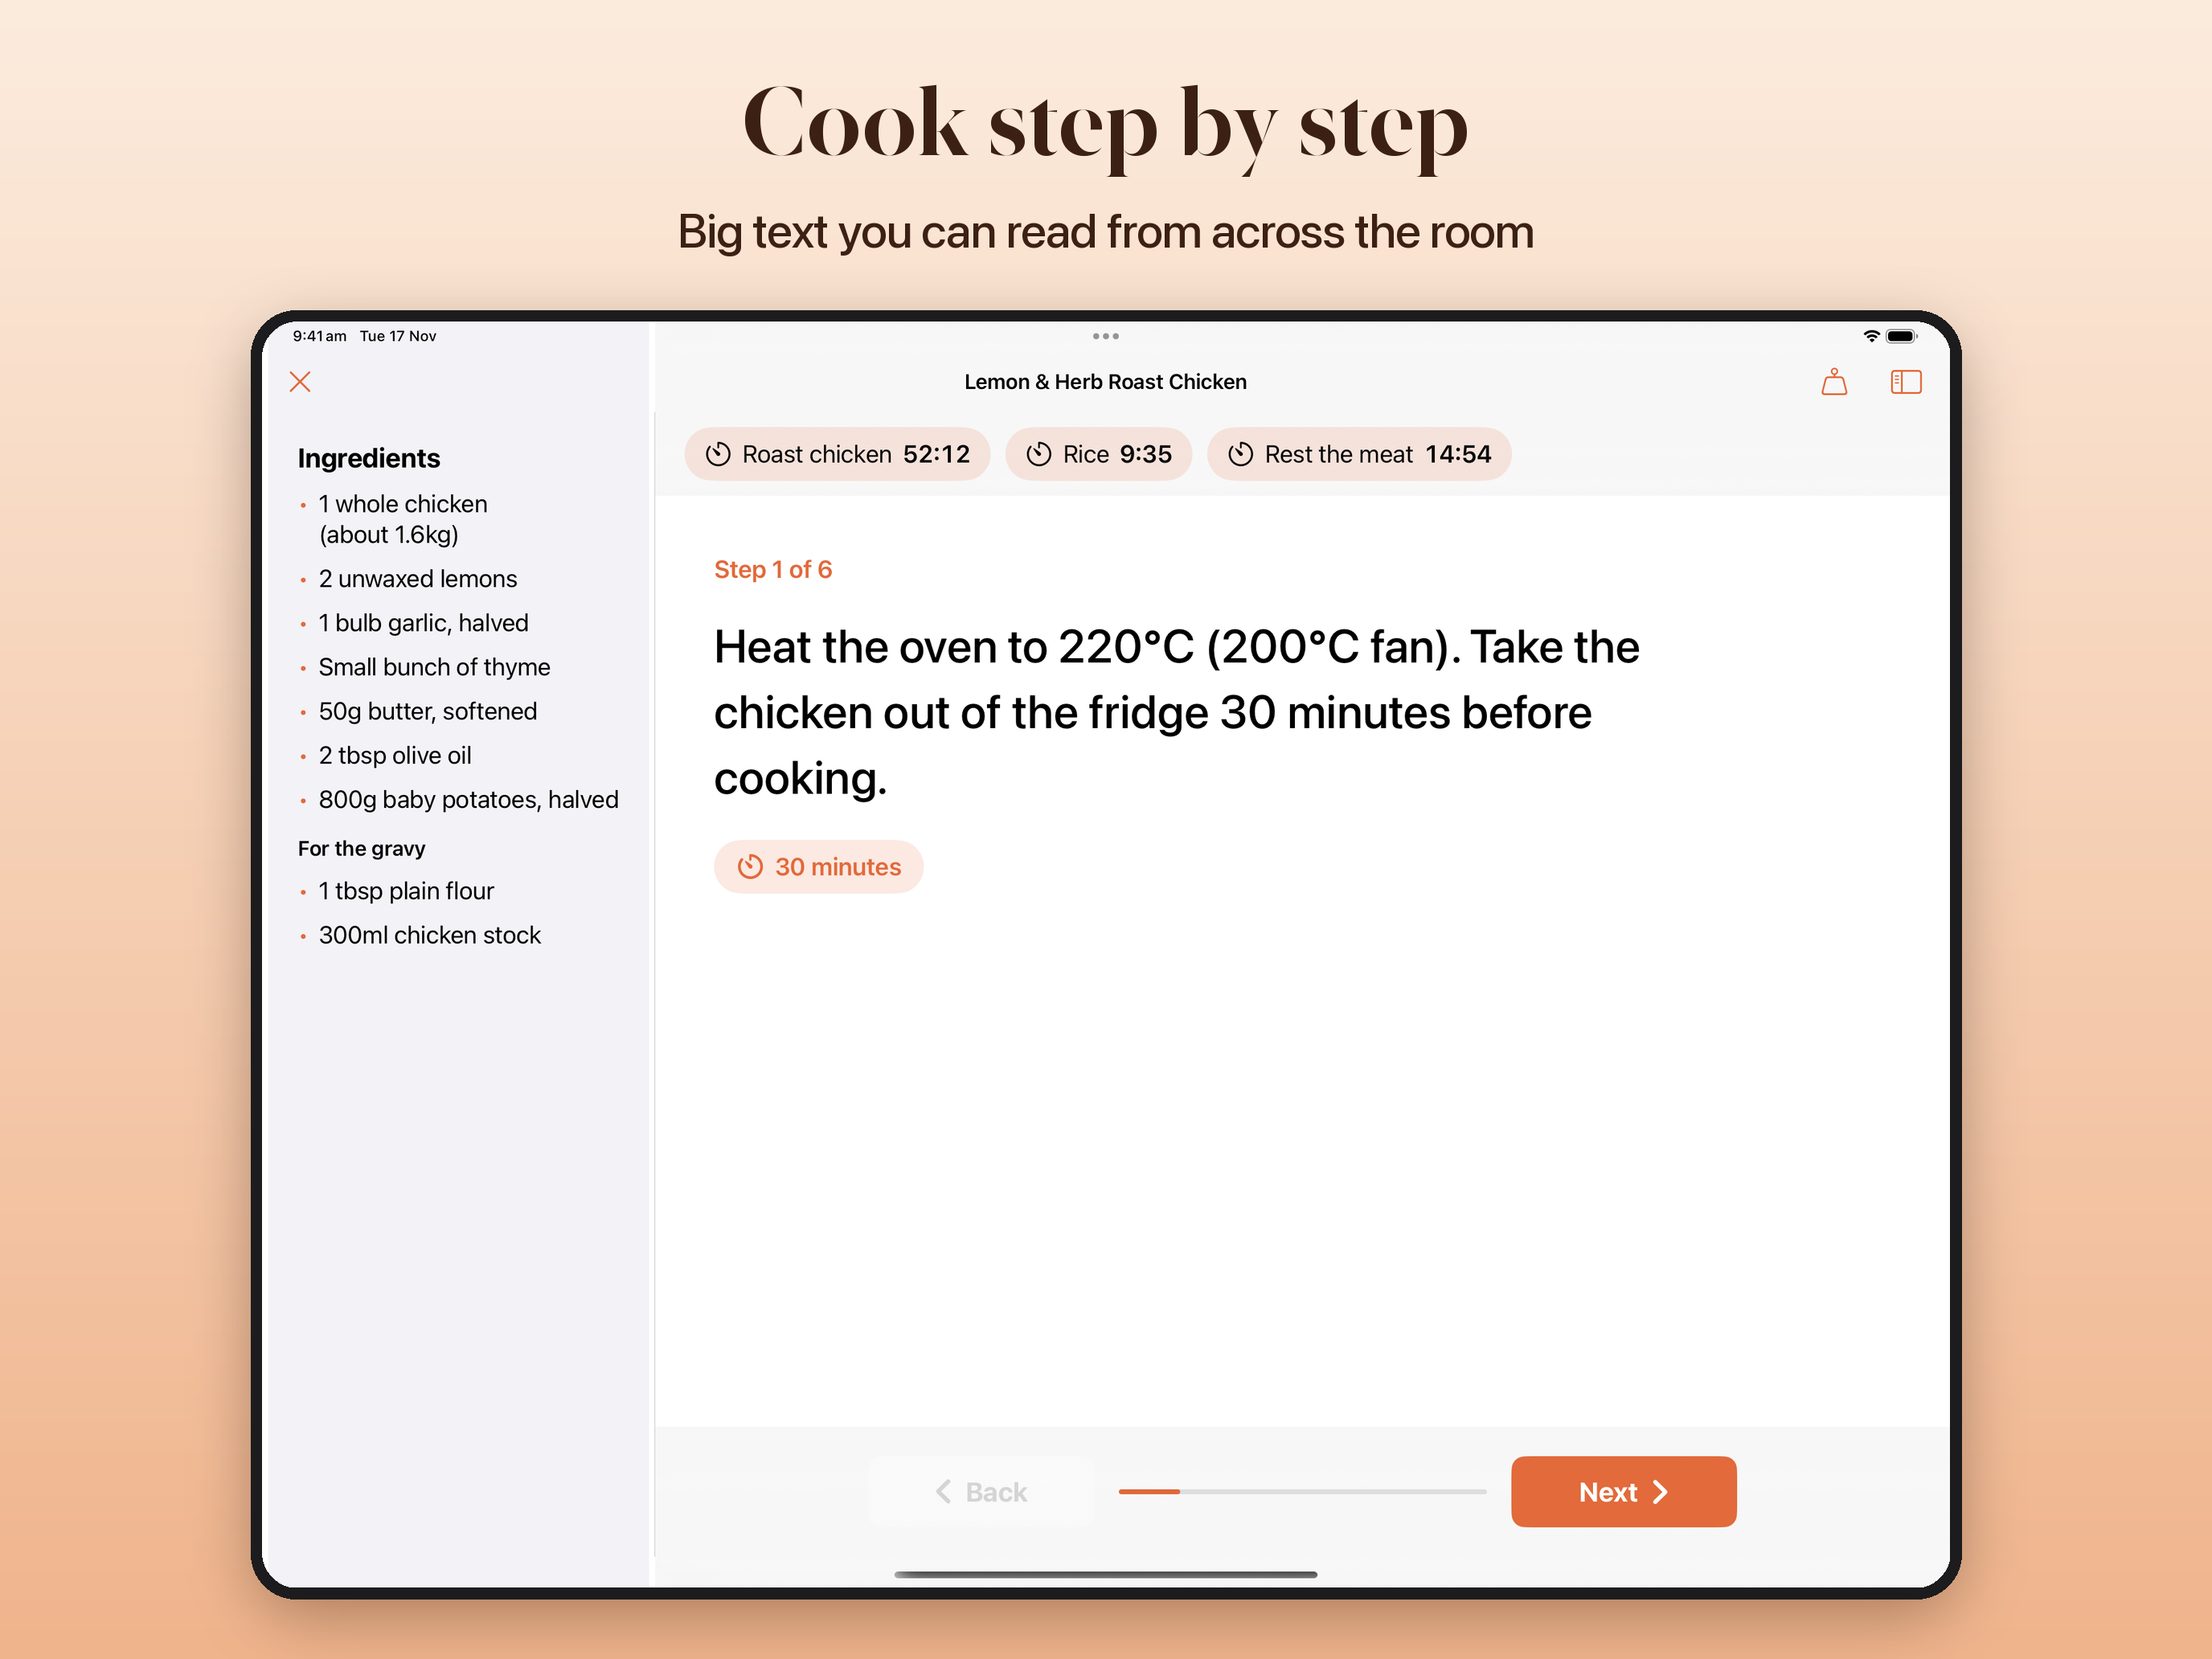 Cook step by step
Big text you can read from across the room
9:41 am Tue 17 Nov
Lemon & Herb Roast Chicken
Roast chicken 52:12
Rice 9:35
Rest the meat 14:54
Ingredients
1 whole chicken
(about 1.6kg)
2 unwaxed lemons
1 bulb garlic, halved
Small bunch of thyme
50g butter, softened
2 tbsp olive oil
800g baby potatoes, halved
For the gravy
1 tbsp plain flour
300ml chicken stock
Step 1 of 6
Heat the oven to 220°C (200°C fan). Take the
chicken out of the fridge 30 minutes before
cooking.
30 minutes
Back
Next